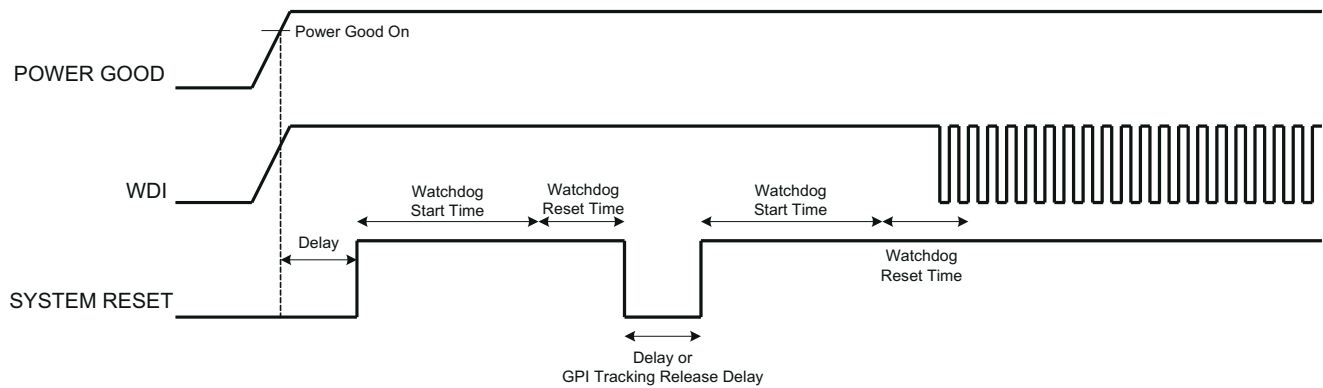 Power Good On
POWER GOOD
WDI
Watchdog
Start Time
Watchdog
Reset Time
Watchdog
Start Time
Delay
Watchdog
Reset Time
SYSTEM RESET
Delay or
GPI Tracking Release Delay